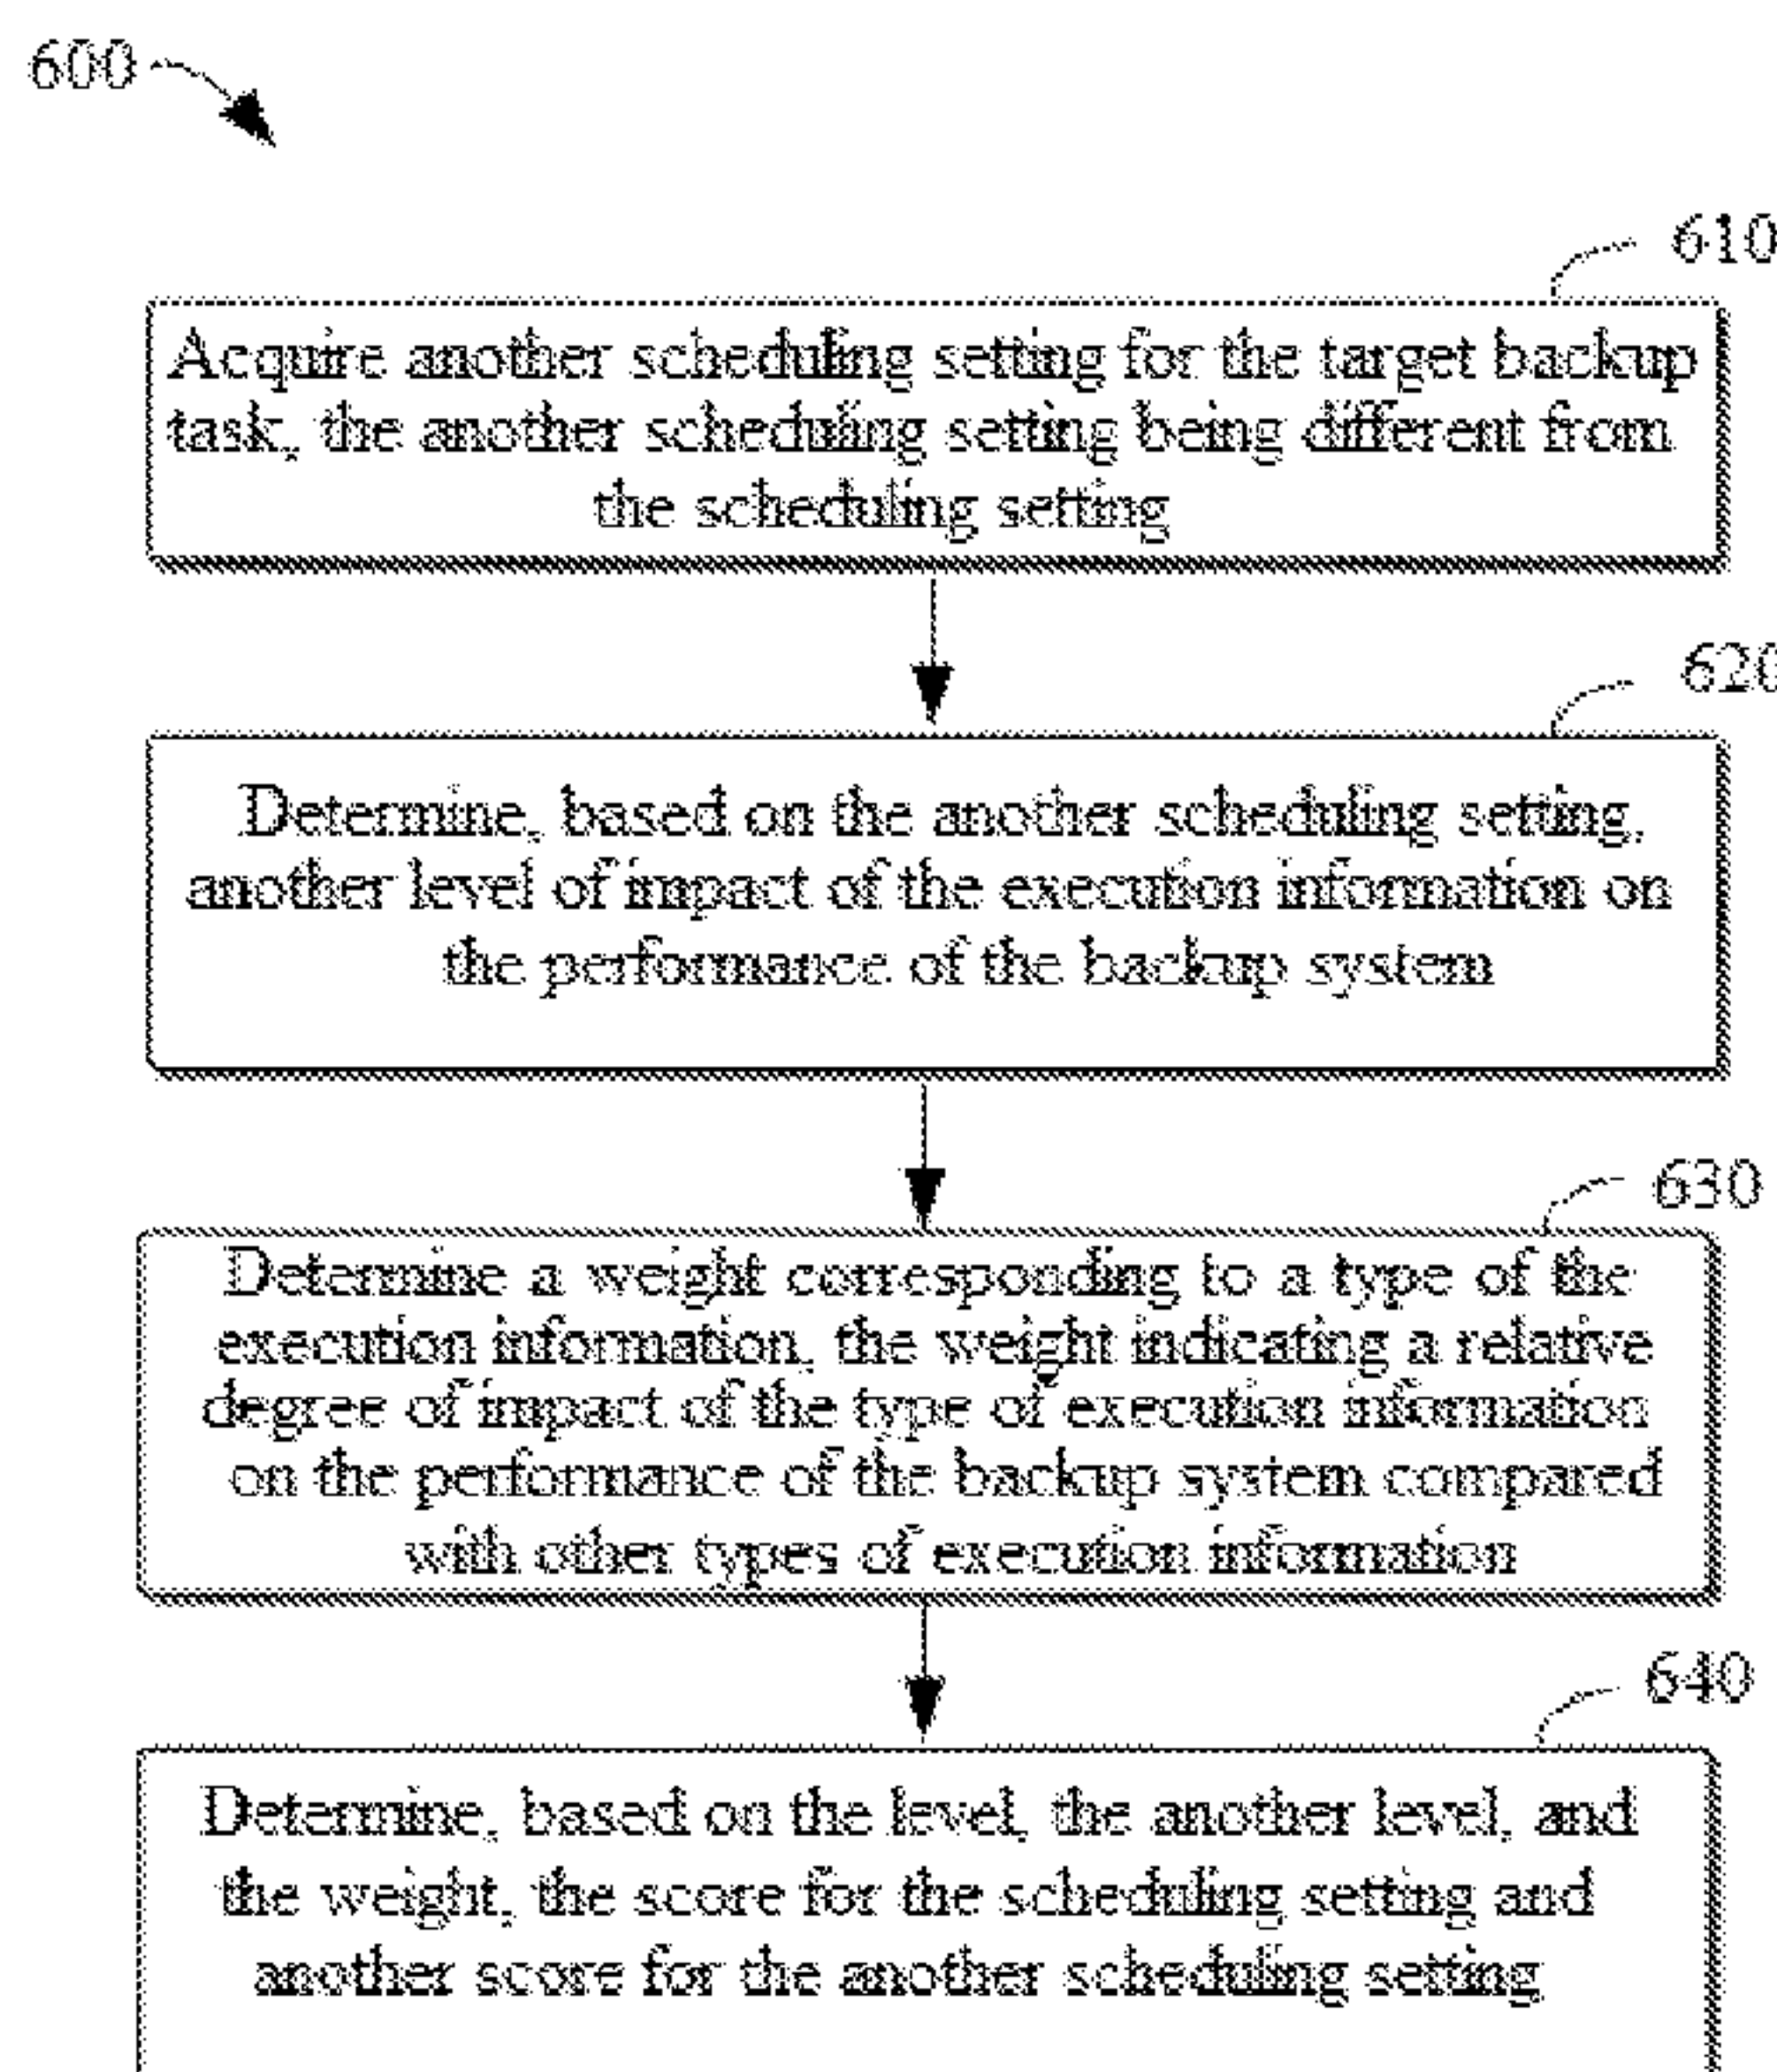 600
610
Acquire another scheduling setting for the target backup
task, the another scheduling setting being different from
the scheduling setting
620
Determine, based on the another scheduling setting,
another level of impact of the execution information on
the performance of the backup system
630
Determine a weight corresponding to a type of the
execution information, the weight indicating a relative
degree of impact of the type of execution information
on the performance of the backup system compared
with other types of execution information
640
Determine, based on the level, the another level, and
the weight, the score for the scheduling setting and
another score for the another scheduling setting